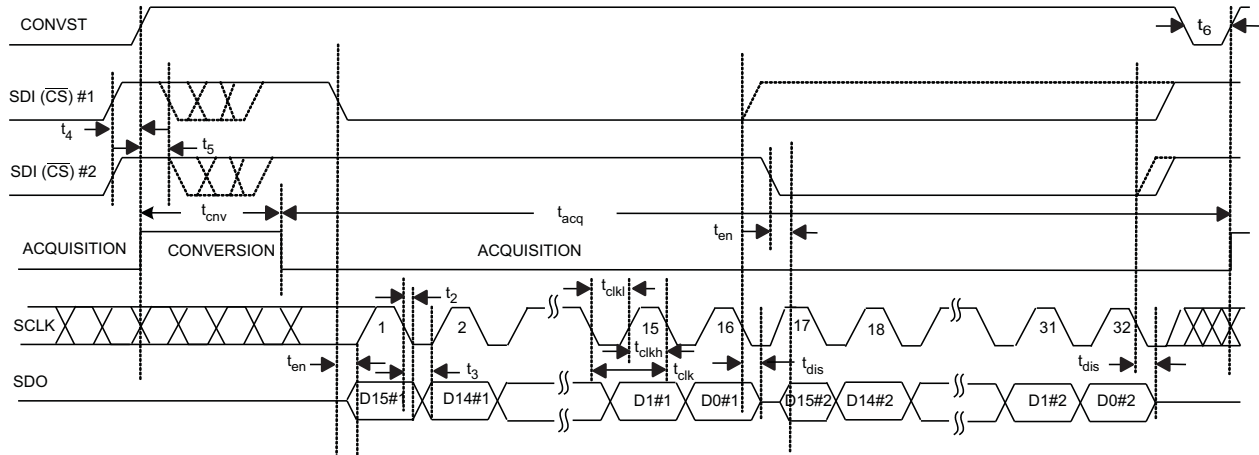 CONVST
t6
SDI (CS) #1
t4
t5
SDI (CS) #2
tcnv
tacq
ten
ACQUISITION
CONVERSION
ACQUISITION
t2
tclkl
SCLK
1
2
15
16
17
18
31
32
tclkh
ten
t3
tclk
tdis
tdis
SDO
D15#1
D14#1
D1#1
D0#1
D15#2
D14#2
D1#2
D0#2